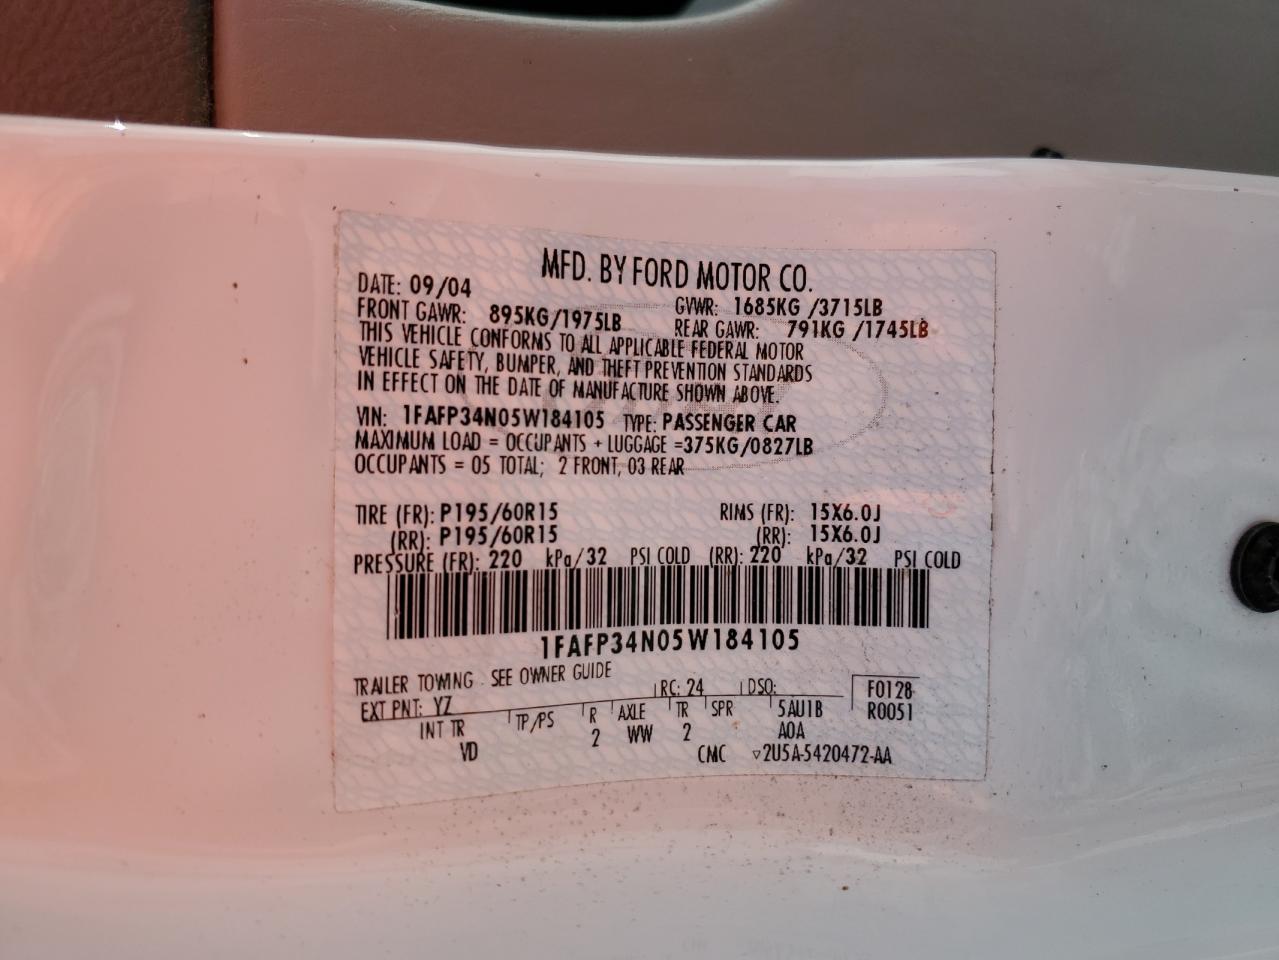 MFD. BY FORD MOTOR CO.
DATE: 09/04
FRONT GAWR: 895KG/1975LB
GVWR: 1685KG /3715LB
REAR GAWR: 791KG /1745LB
THIS VEHICLE CONFORMS TO ALL APPLICABLE FEDERAL MOTOR
VEHICLE SAFETY, BUMPER, AND THEFT PREVENTION STANDARDS
IN EFFECT ON THE DATE OF MANUFACTURE SHOWN ABOVE.
VIN: 1FAFP34N05W184105 TYPE: PASSENGER CAR
MAXIMUM LOAD = OCCUPANTS + LUGGAGE =375KG/0827LB
OCCUPANTS = 05 TOTAL; 2 FRONT, 03 REAR
TIRE (FR): P195/60R15 RIMS (FR): 15X6.0J
(RR): P195/60R15 (RR): 15X6.0J
PRESSURE (FR): 220 kPa/32 PSI COLD (RR): 220 kPa/32 PSI COLD
1FAFP34N05W184105
TRAILER TOWING - SEE OWNER GUIDE
EXT PNT: YZ RC: 24 DSO: F0128
INT TR TP/PS R AXLE TR SPR 5AU1B R0051
VD 2 WW 2 A0A
CMC ▽2U5A-5420472-AA